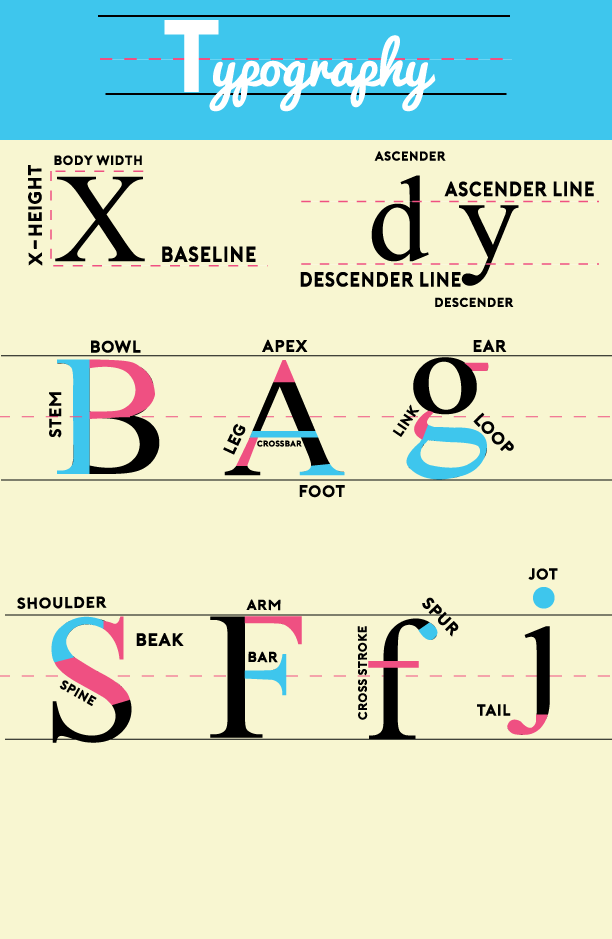 Typography
BODY WIDTH
X-HEIGHT
X
BASELINE
ASCENDER
ASCENDER LINE
dy
DESCENDER LINE
DESCENDER
BOWL
STEM
B
APEX
LEG
CROSSBAR
A
FOOT
EAR
LINK
LOOP
g
SHOULDER
BEAK
SPINE
S
ARM
BAR
F
SPUR
CROSS STROKE
f
JOT
TAIL
j